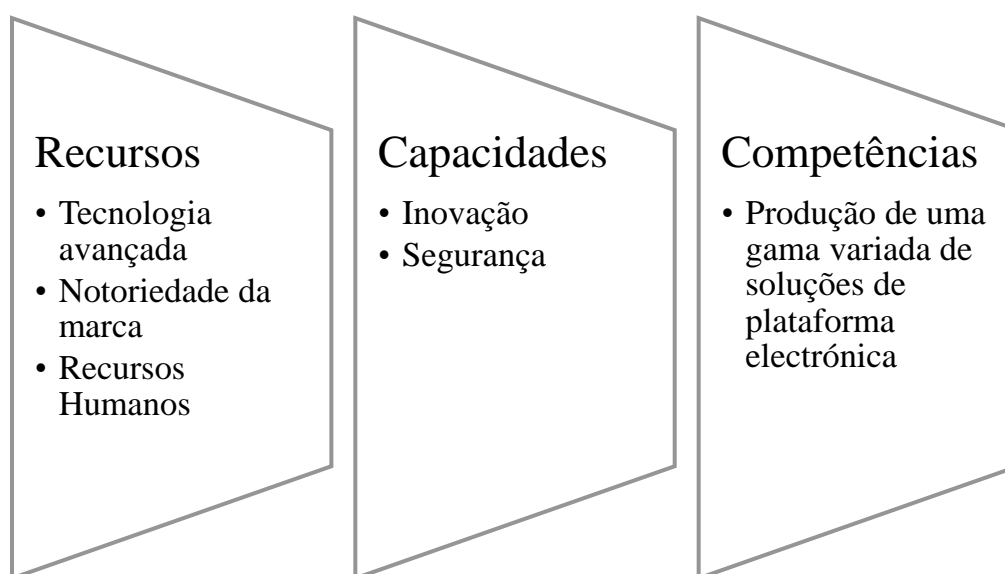 Recursos
• Tecnologia
avançada
• Notoriedade da
marca
• Recursos
Humanos
Capacidades
• Inovação
• Segurança
Competências
• Produção de uma
gama variada de
soluções de
plataforma
electrónica